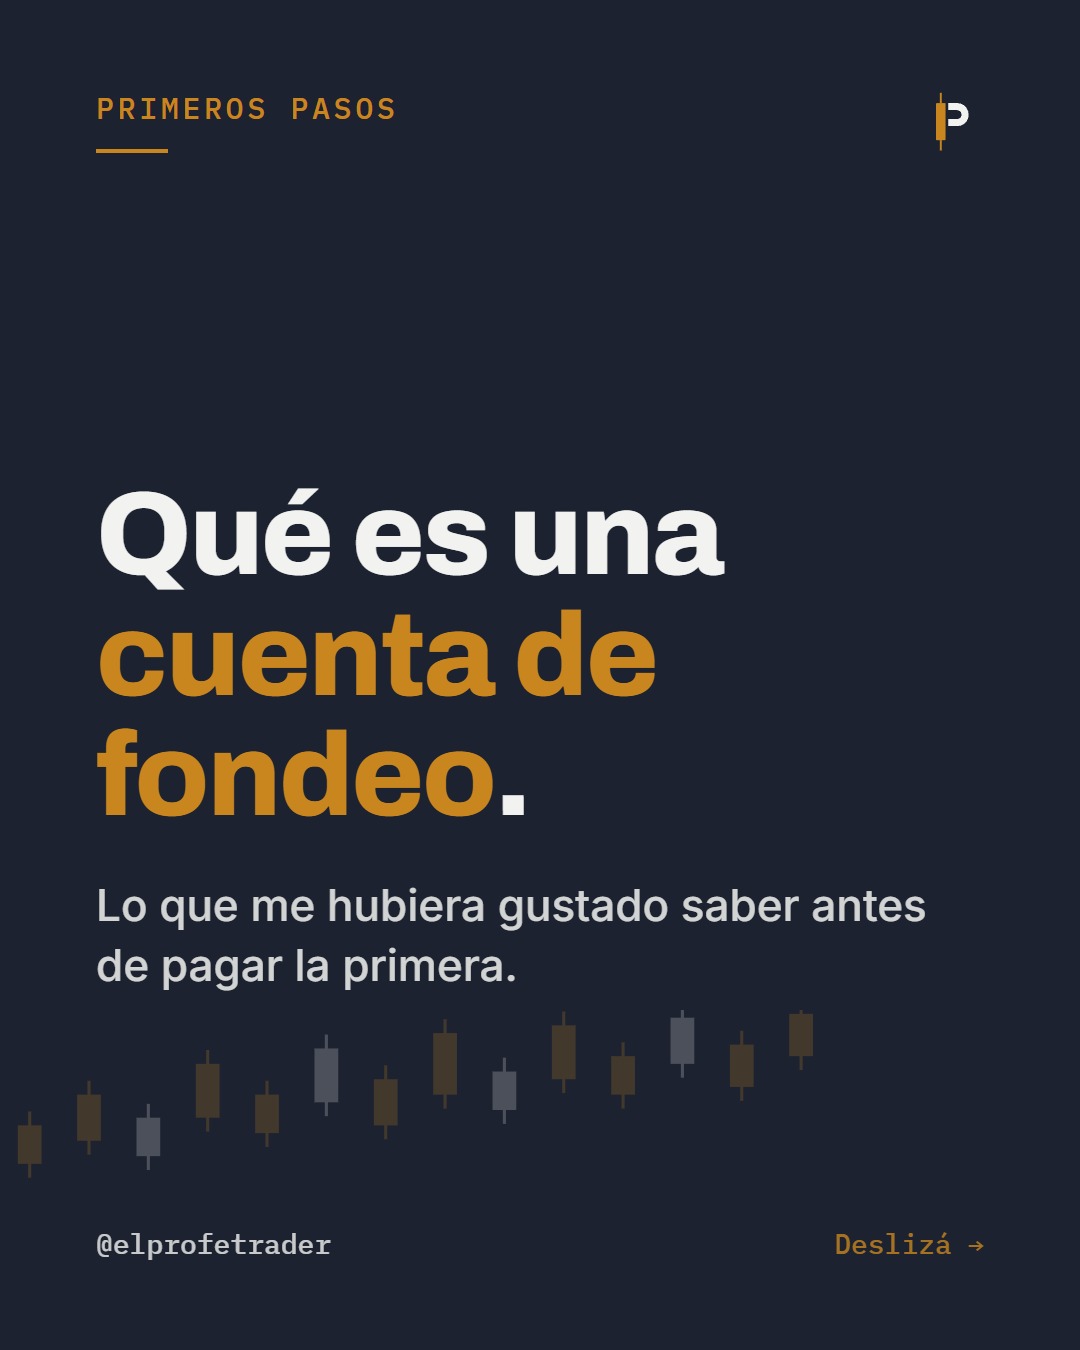 PRIMEROS PASOS
Qué es una
cuenta de
fondeo.
Lo que me hubiera gustado saber antes
de pagar la primera.
@elprofetrader
Deslizá →